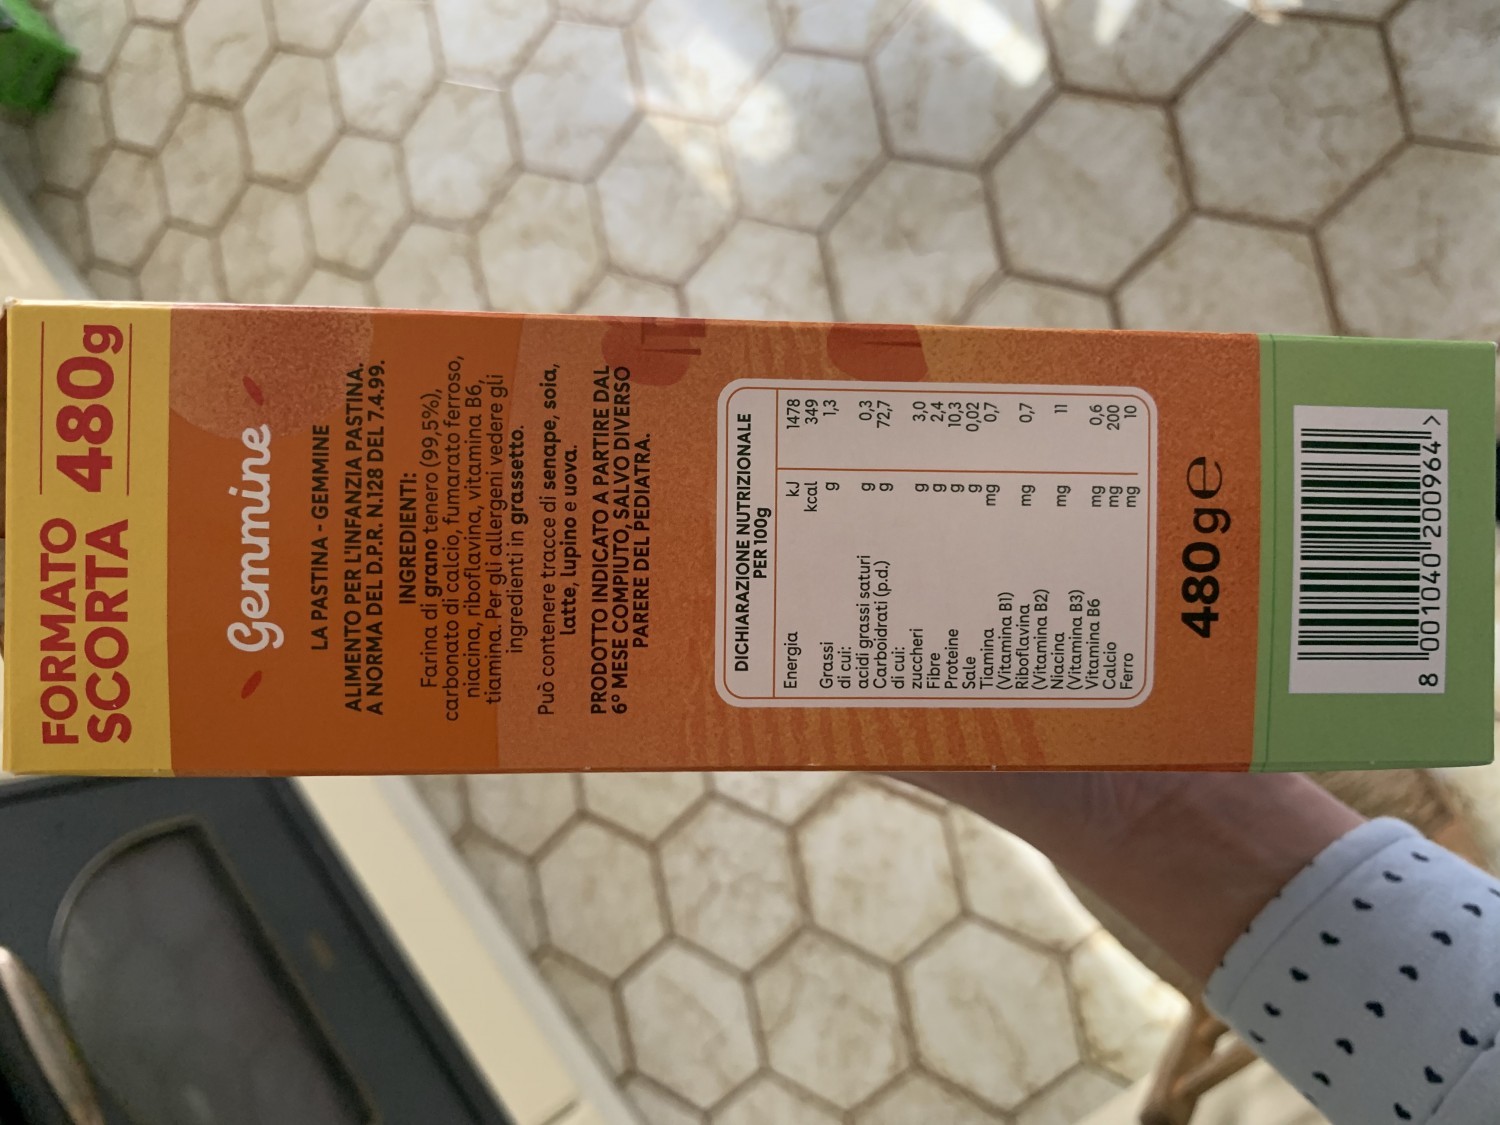 FORMATO
SCORTA 480g
Gemmine
LA PASTINA - GEMMINE
ALIMENTO PER L'INFANZIA PASTINA.
A NORMA DEL D.P.R. N.128 DEL 7.4.99.
INGREDIENTI:
Farina di grano tenero (99,5%),
carbonato di calcio, fumarato ferroso,
niacina, riboflavina, vitamina B6,
tiamina. Per gli allergeni vedere gli
ingredienti in grassetto.
Può contenere tracce di senape, soia,
latte, lupino e uova.
PRODOTTO INDICATO A PARTIRE DAL
6° MESE COMPIUTO, SALVO DIVERSO
PARERE DEL PEDIATRA.
DICHIARAZIONE NUTRIZIONALE
PER 100g
Energia kJ 1478
kcal 349
Grassi g 1,3
di cui:
acidi grassi saturi g 0,3
Carboidrati (p.d.) g 72,7
di cui:
zuccheri g 3,0
Fibre g 2,4
Proteine g 10,3
Sale g 0,02
Tiamina mg 0,7
(Vitamina B1)
Riboflavina mg 0,7
(Vitamina B2)
Niacina mg 11
(Vitamina B3)
Vitamina B6 mg 0,6
Calcio mg 200
Ferro mg 10
480g e
8 001040 200964 >